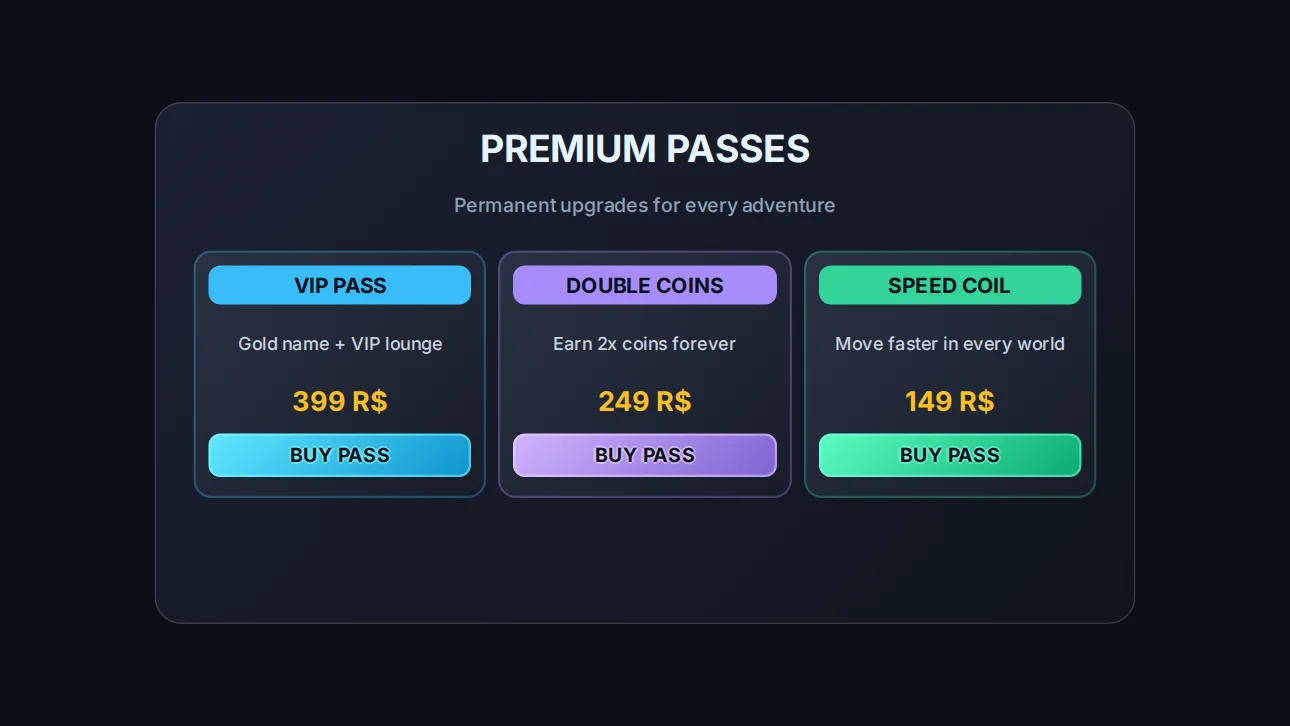 PREMIUM PASSES
Permanent upgrades for every adventure
VIP PASS
Gold name + VIP lounge
399 R$
BUY PASS
DOUBLE COINS
Earn 2x coins forever
249 R$
BUY PASS
SPEED COIL
Move faster in every world
149 R$
BUY PASS